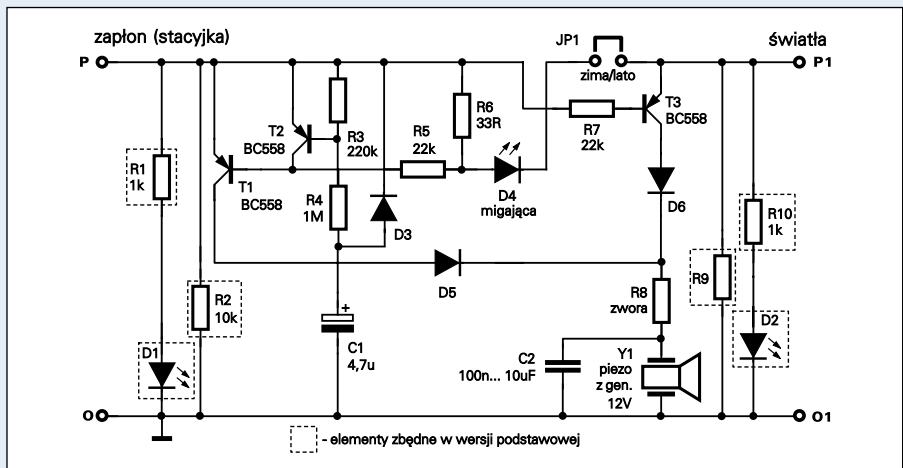 zapłon (stacyjka)
JP1
światła
P
P1
zima/lato
T3
BC558
R6
33R
T2
BC558
R3
220k
R5
22k
R7
22k
R1
1k
T1
BC558
R4
1M
D4
migająca
D6
R10
1k
D3
R9
D5
R8
zwora
R2
10k
D2
D1
C1
4,7u
+
C2
100n... 10uF
Y1
piezo
z gen.
12V
O
O1
- elementy zbędne w wersji podstawowej